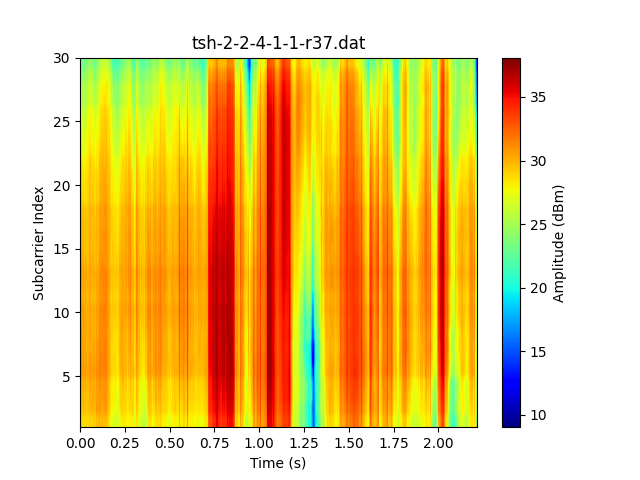 tsh-2-2-4-1-1-r37.dat
30
25
20
15
10
5
Subcarrier Index
0.00 0.25 0.50 0.75 1.00 1.25 1.50 1.75 2.00
Time (s)
35
30
25
20
15
10
Amplitude (dBm)